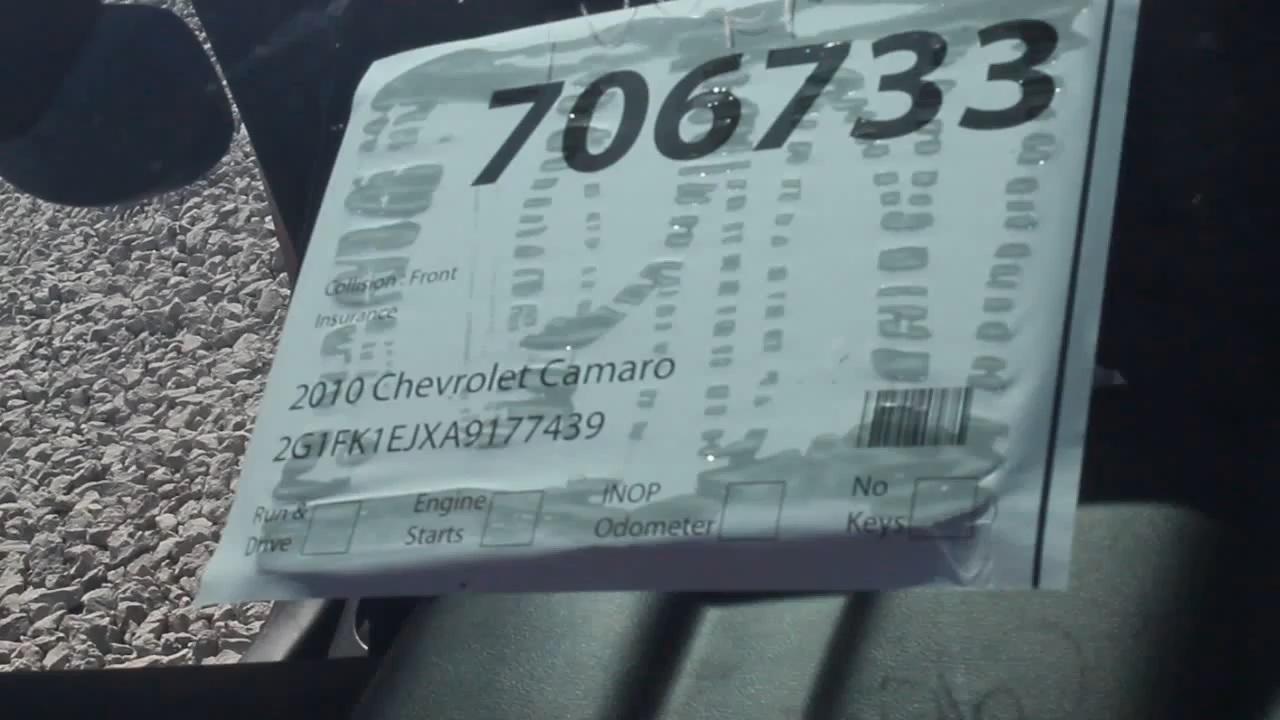 706733
Collision : Front
Insurance
2010 Chevrolet Camaro
2G1FK1EJXA9177439
Run &
Drive
Engine
Starts
INOP
Odometer
No
Keys